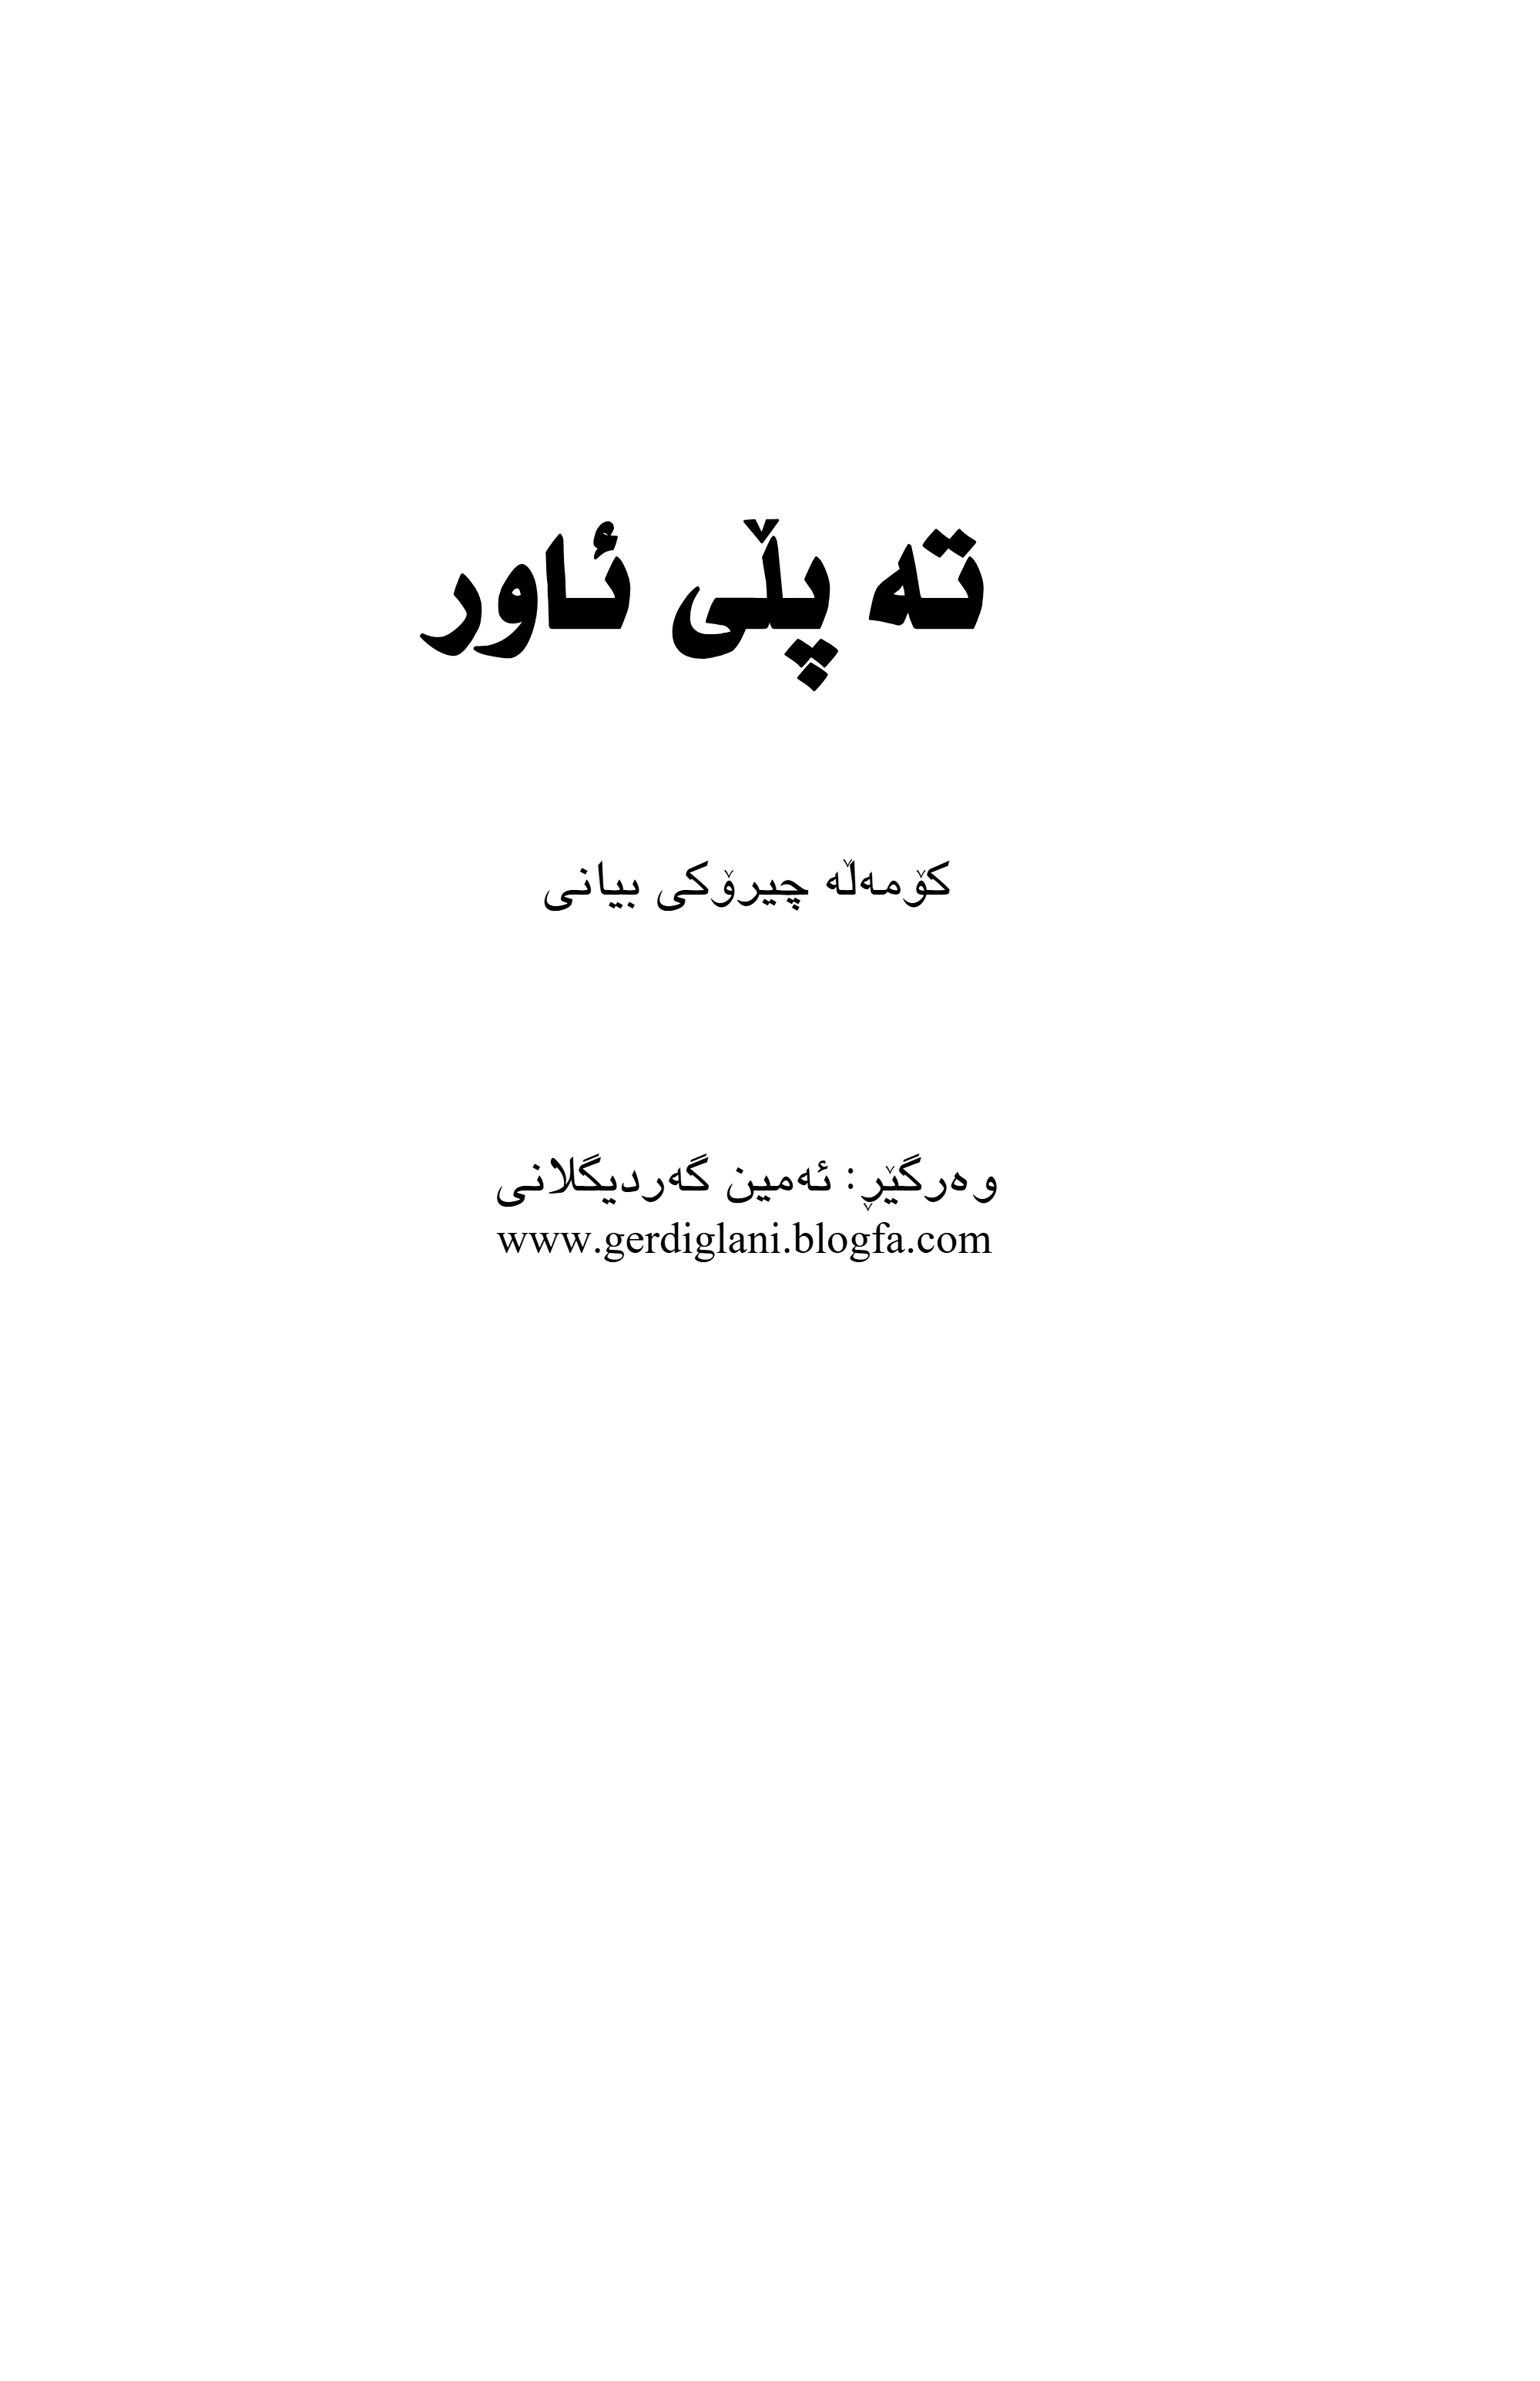 تەپڵی ئاور
کۆمەڵە چیرۆکی بیانی
وەرگێڕ: ئەمین گەردیگلانی
www.gerdiglani.blogfa.com